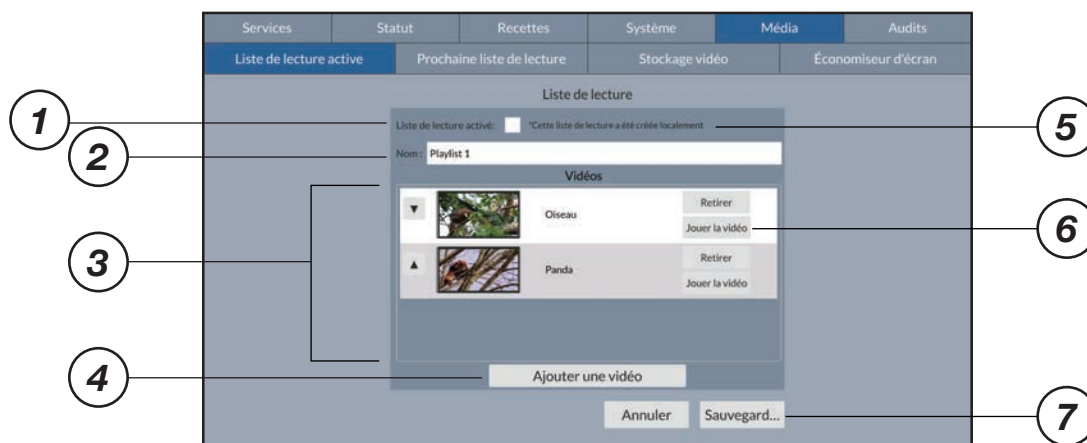 Services Statut Recettes Système Média Audits
Liste de lecture active Prochaine liste de lecture Stockage vidéo Économiseur d'écran
Liste de lecture
1 Liste de lecture activé: *Cette liste de lecture a été créée localement 5
2 Nom : Playlist 1
Vidéos
▼ Oiseau Retirer
Jouer la vidéo 6
3
▲ Panda Retirer
Jouer la vidéo
4 Ajouter une vidéo
Annuler Sauvegard... 7